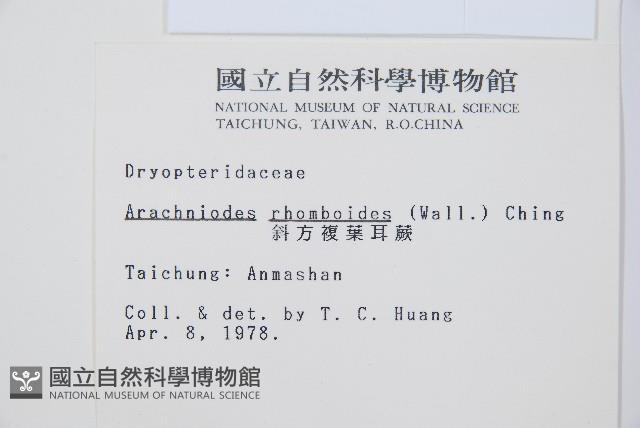 國立自然科學博物館
NATIONAL MUSEUM OF NATURAL SCIENCE
TAICHUNG, TAIWAN, R.O.CHINA
Dryopteridaceae
Arachniodes rhomboides (Wall.) Ching
斜方複葉耳蕨
Taichung: Anmashan
Coll. & det. by T. C. Huang
Apr. 8, 1978.
國立自然科學博物館
NATIONAL MUSEUM OF NATURAL SCIENCE